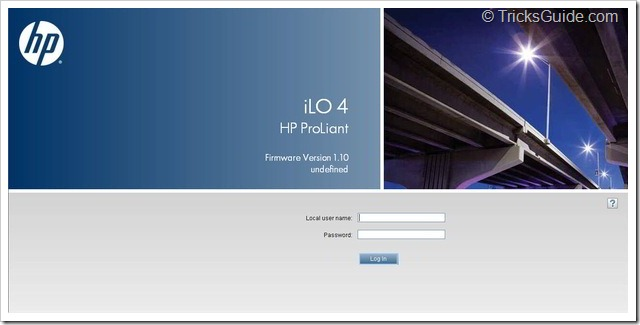 © TricksGuide.com
hp
iLO 4
HP ProLiant
Firmware Version 1.10
undefined
?
Local user name:
Password:
Log In